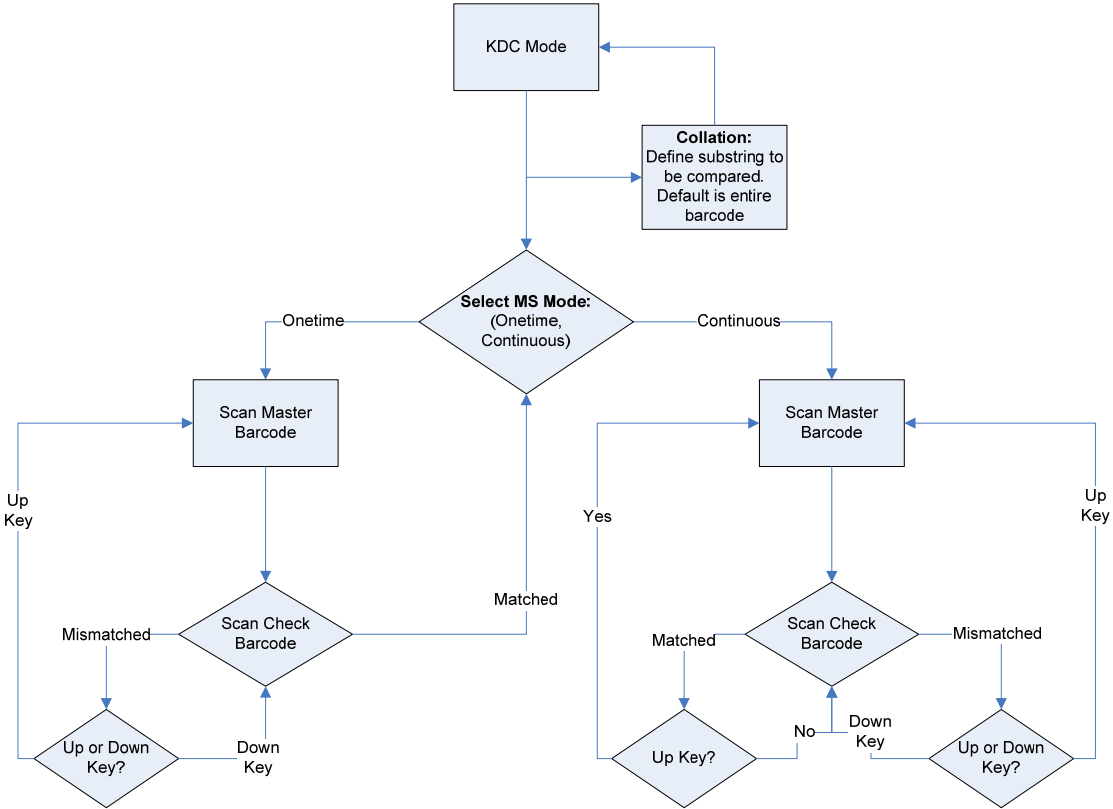 KDC Mode
Collation:
Define substring to
be compared.
Default is entire
barcode
Select MS Mode:
(Onetime,
Continuous)
Onetime
Continuous
Scan Master
Barcode
Scan Master
Barcode
Up
Key
Yes
Up
Key
Matched
Scan Check
Barcode
Mismatched
Scan Check
Barcode
Matched
Mismatched
Up or Down
Key?
Down
Key
Up Key?
No
Down
Key
Up or Down
Key?